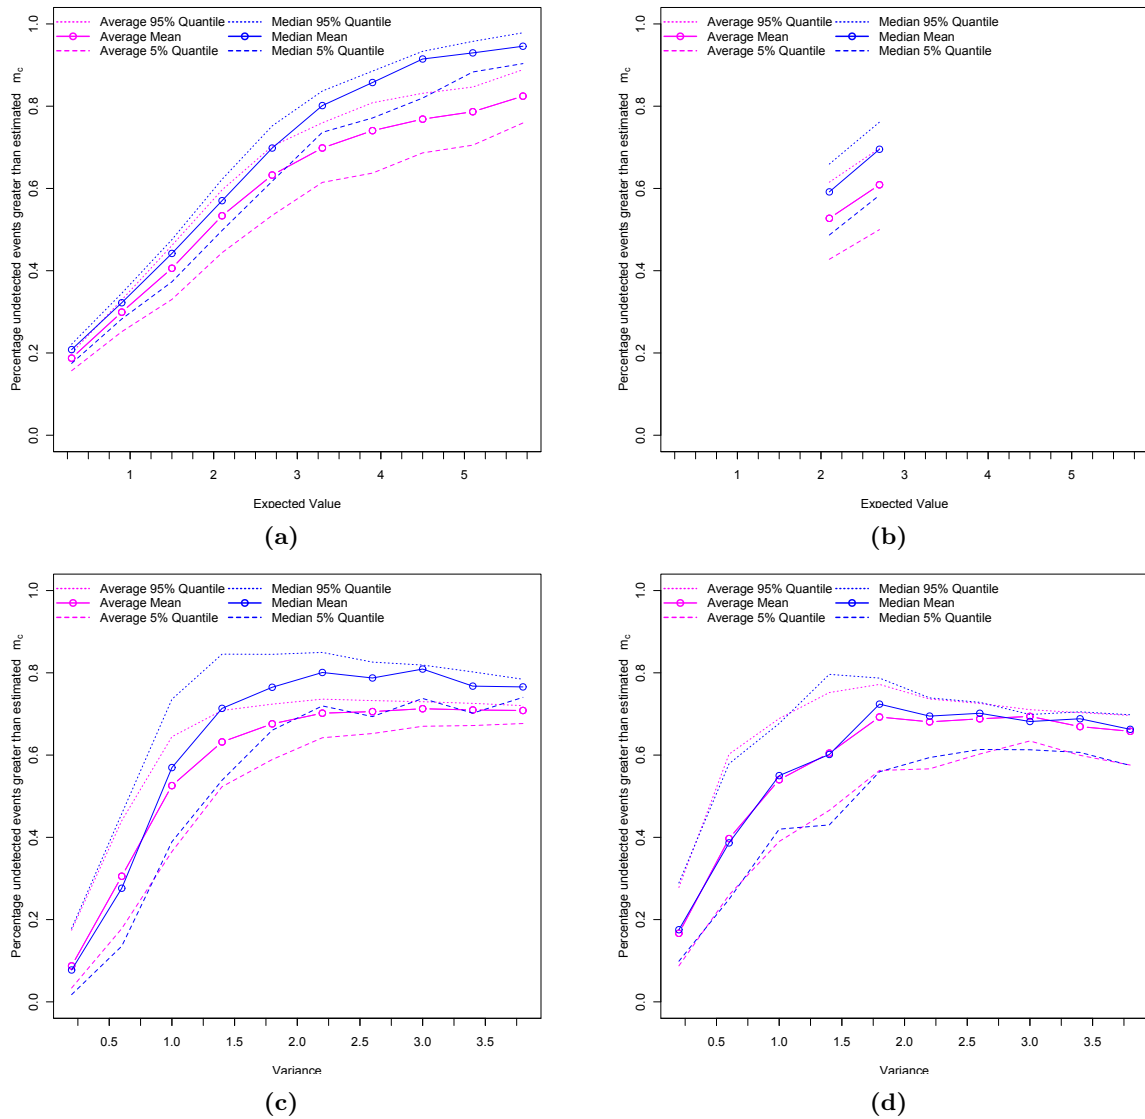 Average 95% Quantile Median 95% Quantile
Average Mean Median Mean
Average 5% Quantile Median 5% Quantile
Percentage undetected events greater than estimated m_c
0.0 0.2 0.4 0.6 0.8 1.0
1 2 3 4 5
Expected Value
(a)
Average 95% Quantile Median 95% Quantile
Average Mean Median Mean
Average 5% Quantile Median 5% Quantile
Percentage undetected events greater than estimated m_c
0.0 0.2 0.4 0.6 0.8 1.0
1 2 3 4 5
Expected Value
(b)
Average 95% Quantile Median 95% Quantile
Average Mean Median Mean
Average 5% Quantile Median 5% Quantile
Percentage undetected events greater than estimated m_c
0.0 0.2 0.4 0.6 0.8 1.0
0.5 1.0 1.5 2.0 2.5 3.0 3.5
Variance
(c)
Average 95% Quantile Median 95% Quantile
Average Mean Median Mean
Average 5% Quantile Median 5% Quantile
Percentage undetected events greater than estimated m_c
0.0 0.2 0.4 0.6 0.8 1.0
0.5 1.0 1.5 2.0 2.5 3.0 3.5
Variance
(d)